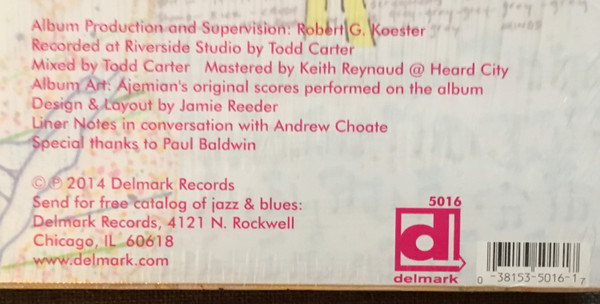 Album Production and Supervision: Robert G. Koester
Recorded at Riverside Studio by Todd Carter
Mixed by Todd Carter   Mastered by Keith Reynaud @ Heard City
Album Art: Ajemian's original scores performed on the album
Design & Layout by Jamie Reeder
Liner Notes in conversation with Andrew Choate
Special thanks to Paul Baldwin
©℗ 2014 Delmark Records
Send for free catalog of jazz & blues:
Delmark Records, 4121 N. Rockwell
Chicago, IL 60618
www.delmark.com
5016
d
delmark
0 -38153-5016-1